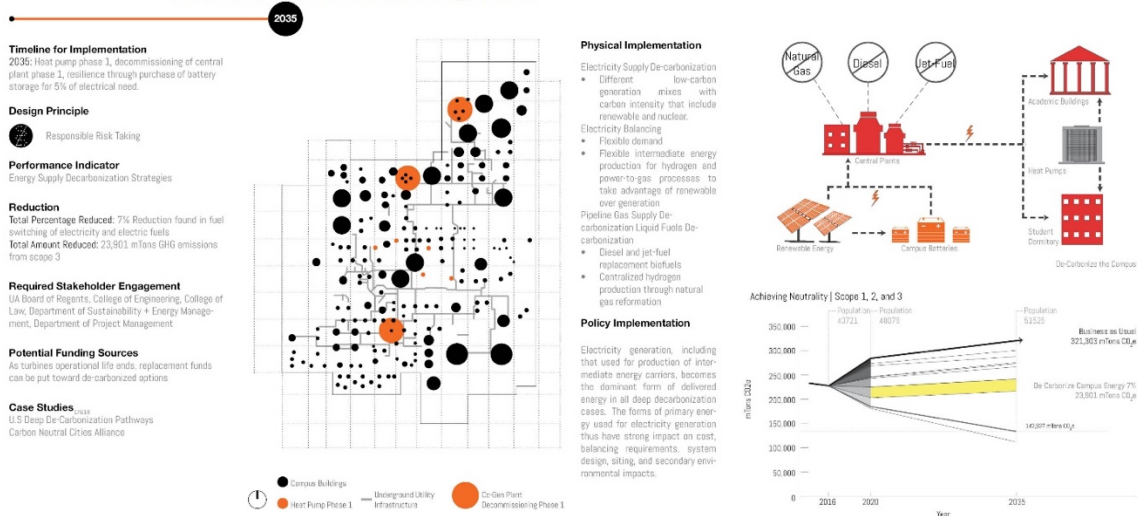 2035
Timeline for Implementation
2035: Heat pump phase 1, decommissioning of central
plant phase 1, resilience through purchase of battery
storage for 5% of electrical need.
Design Principle
Responsible Risk Taking
Performance Indicator
Energy Supply Decarbonization Strategies
Reduction
Total Percentage Reduced: 7% Reduction found in fuel
switching of electricity and electric fuels
Total Amount Reduced: 23,901 mTons GHG emissions
from scope 3
Required Stakeholder Engagement
UA Board of Regents, College of Engineering, College of
Law, Department of Sustainability + Energy Manage-
ment, Department of Project Management
Potential Funding Sources
As turbines operational life ends, replacement funds
can be put toward de-carbonized options
Case Studies
U.S Deep De-Carbonization Pathways
Carbon Neutral Cities Alliance
Campus Buildings
Heat Pump Phase 1
Underground Utility
Infrastructure
Co-Gen Plant
Decommissioning Phase 1
Physical Implementation
Electricity Supply De-carbonization
• Different low-carbon
generation mixes with
carbon intensity that include
renewable and nuclear.
Electricity Balancing
• Flexible demand
• Flexible intermediate energy
production for hydrogen and
power-to-gas processes to
take advantage of renewable
over generation
Pipeline Gas Supply De-
carbonization Liquid Fuels De-
carbonization
• Diesel and jet-fuel
replacement biofuels
• Centralized hydrogen
production through natural
gas reformation
Policy Implementation
Electricity generation, including
that used for production of inter-
mediate energy carriers, becomes
the dominant form of delivered
energy in all deep decarbonization
cases. The forms of primary ener-
gy used for electricity generation
thus have strong impact on cost,
balancing requirements, system
design, siting, and secondary envi-
ronmental impacts.
Natural
Gas
Diesel
Jet-Fuel
Central Plants
Academic Buildings
Heat Pumps
Student
Dormitory
Renewable Energy
Campus Batteries
De-Carbonize the Campus
Achieving Neutrality | Scope 1, 2, and 3
Population
43721
Population
48075
Population
51525
350,000
300,000
250,000
200,000
150,000
100,000
50,000
0
mTons CO2e
Business as Usual
321,303 mTons CO2e
De Carbonize Campus Energy 7%
23,901 mTons CO2e
mTons CO2e
2016
2020
2035
Year